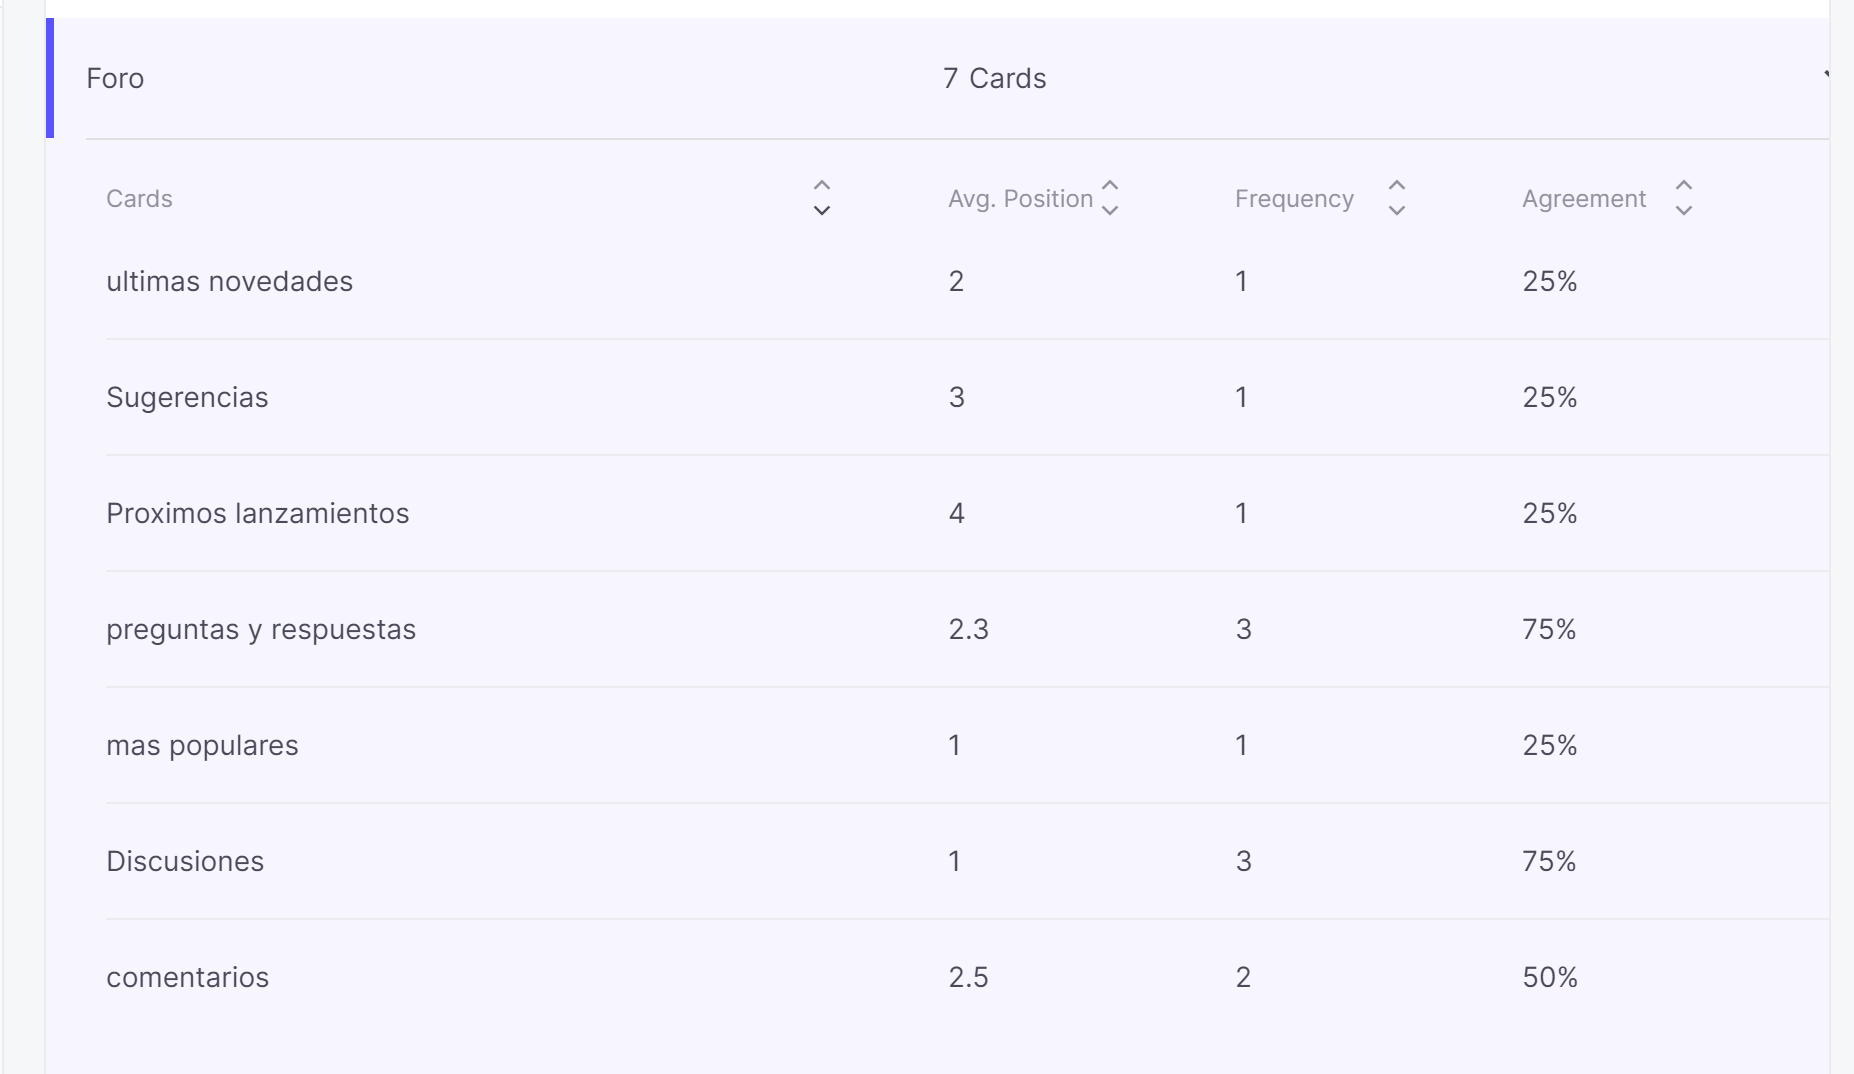 Foro 7 Cards
Cards Avg. Position Frequency Agreement
ultimas novedades 2 1 25%
Sugerencias 3 1 25%
Proximos lanzamientos 4 1 25%
preguntas y respuestas 2.3 3 75%
mas populares 1 1 25%
Discusiones 1 3 75%
comentarios 2.5 2 50%